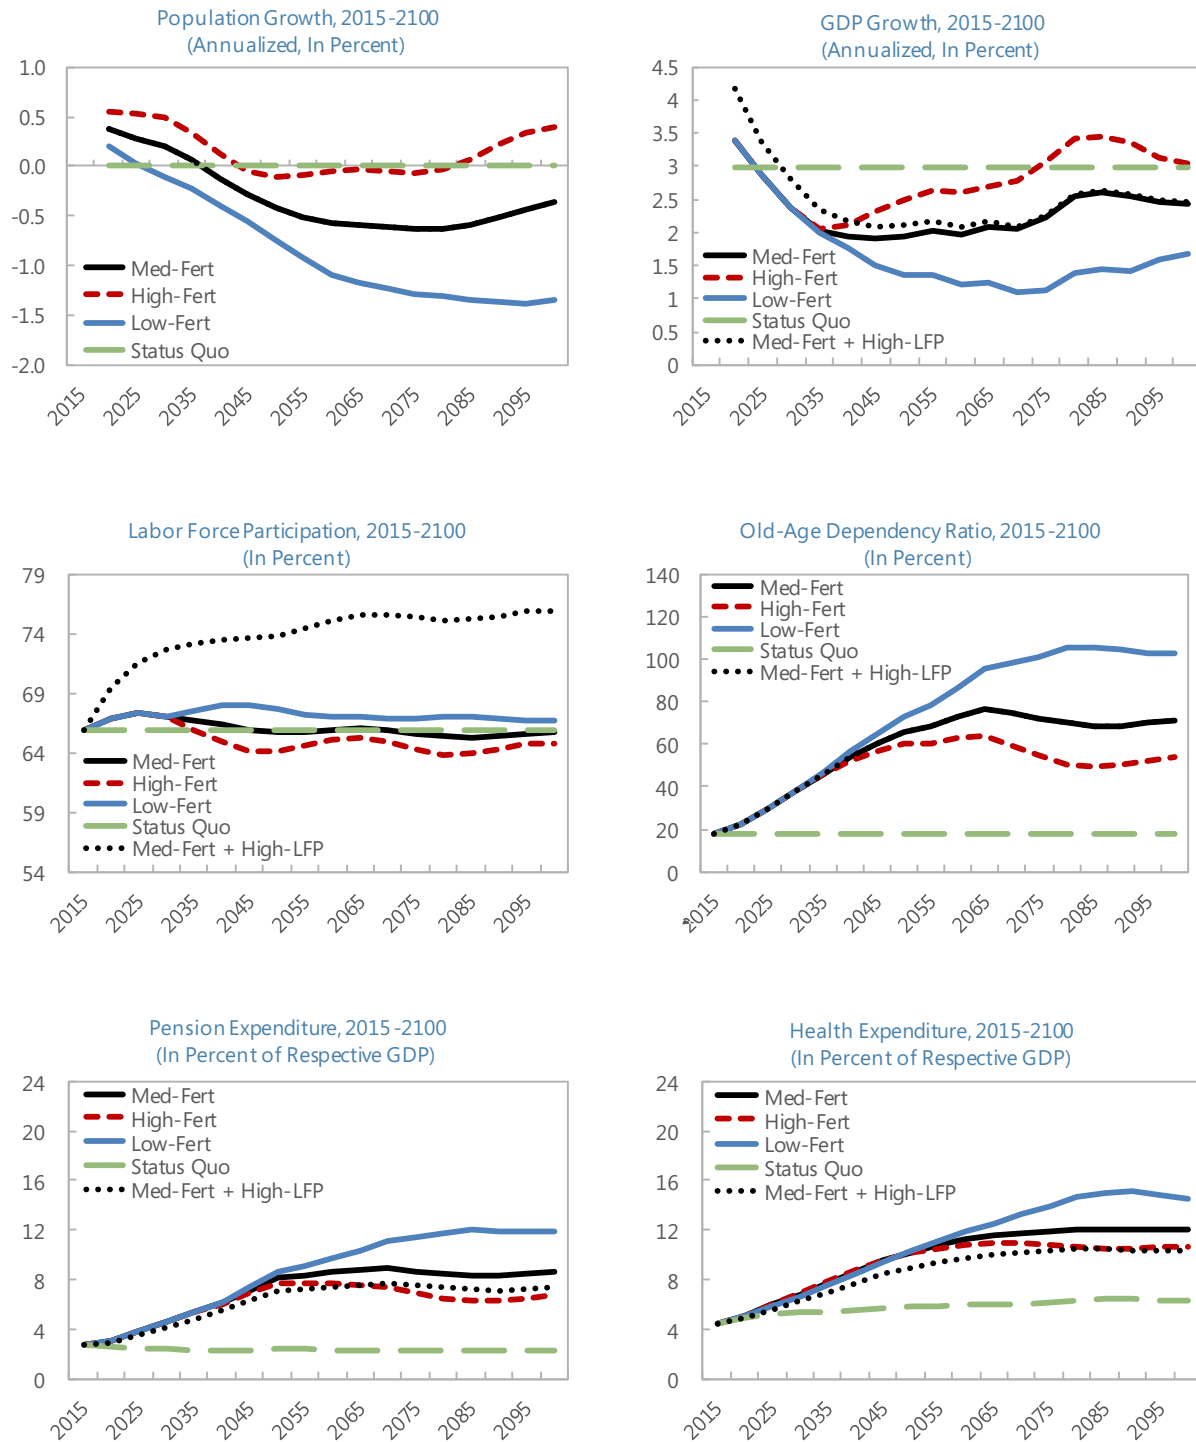 Population Growth, 2015-2100
(Annualized, In Percent)
1.0
0.5
0.0
-0.5
-1.0
-1.5
-2.0
Med-Fert
High-Fert
Low-Fert
Status Quo
2015
2025
2035
2045
2055
2065
2075
2085
2095
GDP Growth, 2015-2100
(Annualized, In Percent)
4.5
4
3.5
3
2.5
2
1.5
1
0.5
0
Med-Fert
High-Fert
Low-Fert
Status Quo
Med-Fert + High-LFP
2015
2025
2035
2045
2055
2065
2075
2085
2095
Labor Force Participation, 2015-2100
(In Percent)
79
74
69
64
59
54
Med-Fert
High-Fert
Low-Fert
Status Quo
Med-Fert + High-LFP
2015
2025
2035
2045
2055
2065
2075
2085
2095
Old-Age Dependency Ratio, 2015-2100
(In Percent)
140
120
100
80
60
40
20
0
Med-Fert
High-Fert
Low-Fert
Status Quo
Med-Fert + High-LFP
2015
2025
2035
2045
2055
2065
2075
2085
2095
Pension Expenditure, 2015-2100
(In Percent of Respective GDP)
24
20
16
12
8
4
0
Med-Fert
High-Fert
Low-Fert
Status Quo
Med-Fert + High-LFP
2015
2025
2035
2045
2055
2065
2075
2085
2095
Health Expenditure, 2015-2100
(In Percent of Respective GDP)
24
20
16
12
8
4
0
Med-Fert
High-Fert
Low-Fert
Status Quo
Med-Fert + High-LFP
2015
2025
2035
2045
2055
2065
2075
2085
2095